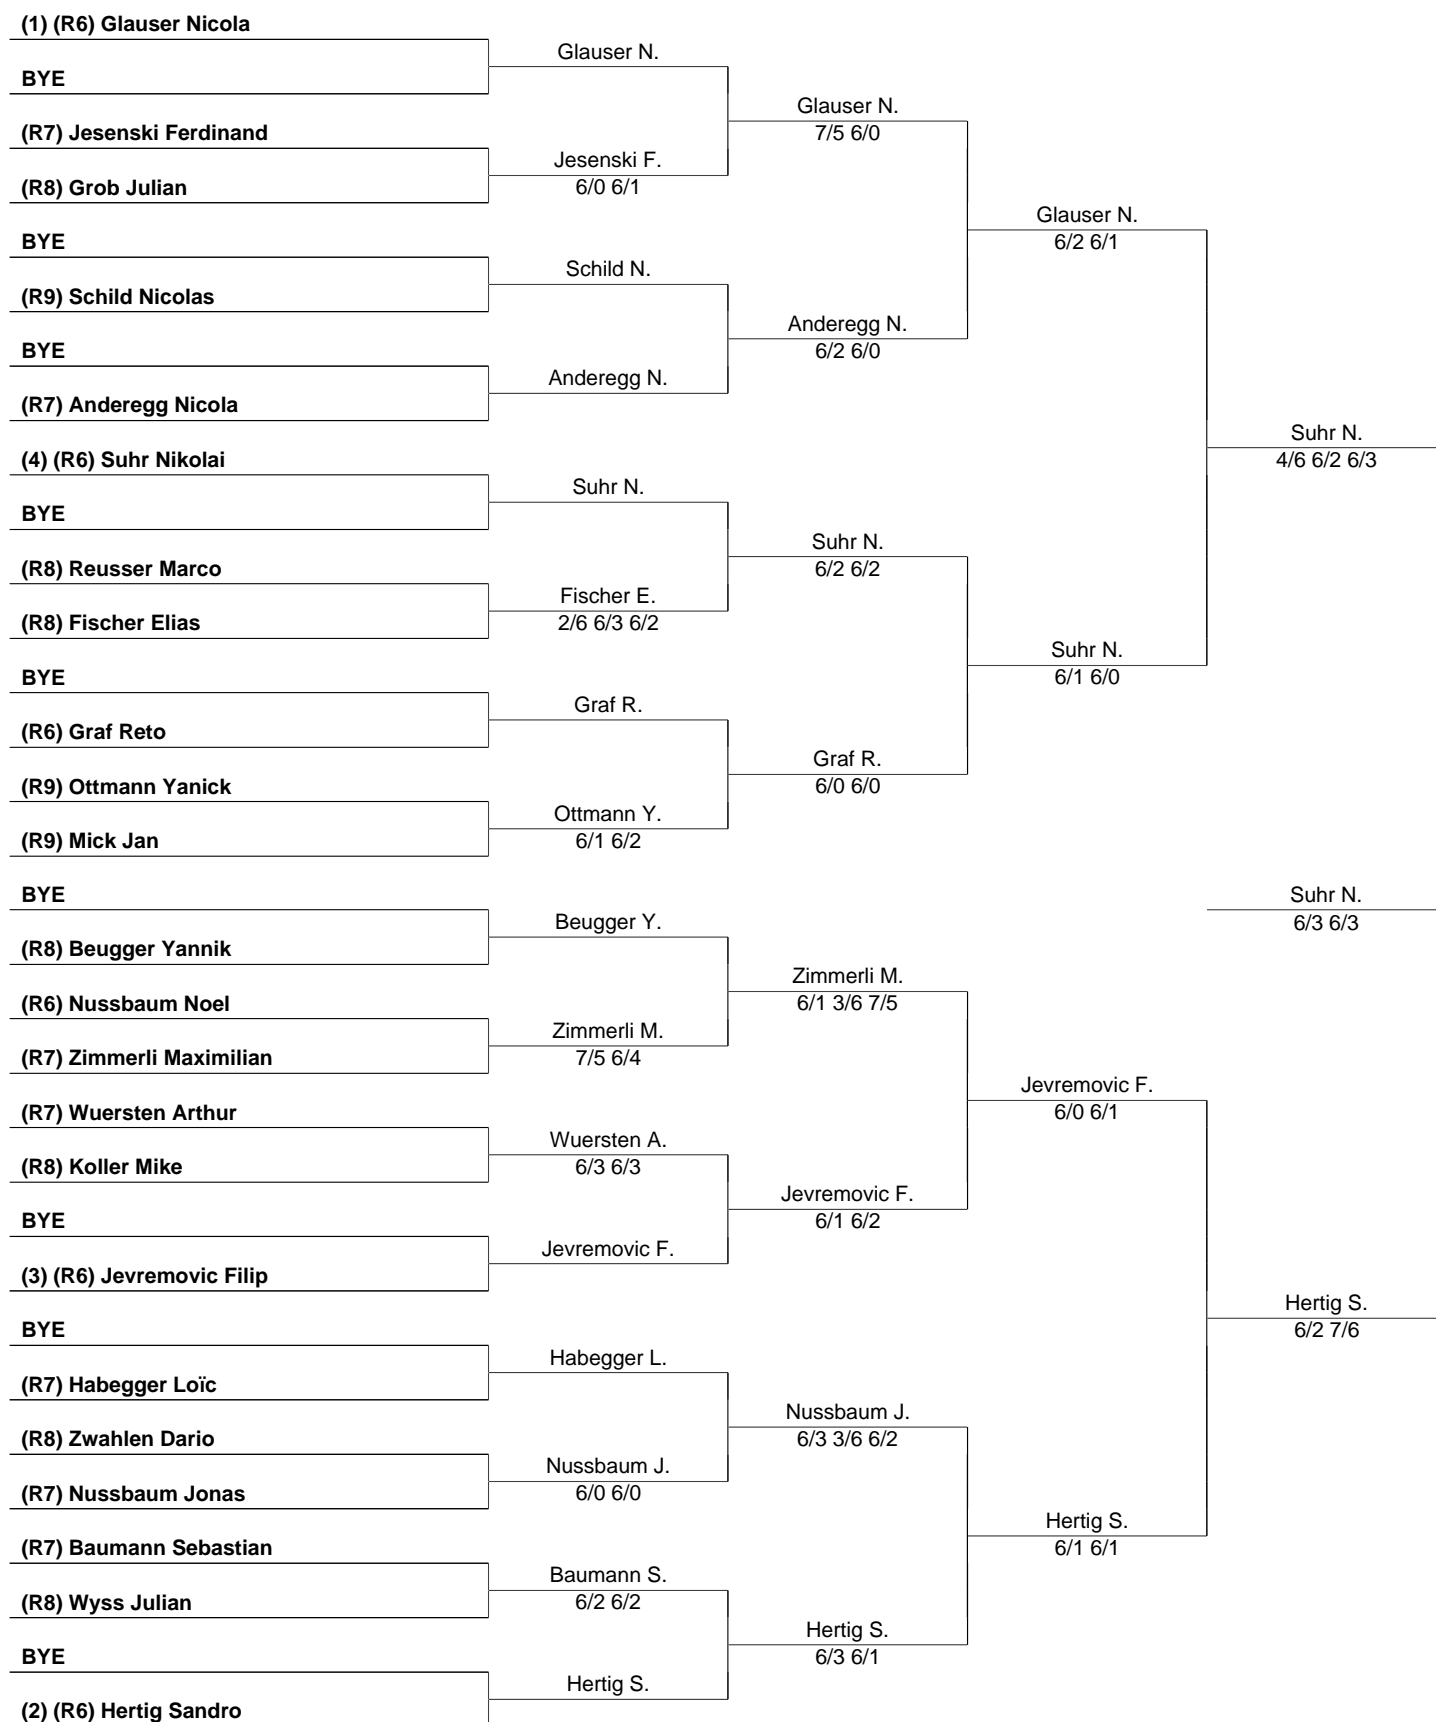 (1) (R6) Glauser Nicola
BYE
(R7) Jesenski Ferdinand
(R8) Grob Julian
BYE
(R9) Schild Nicolas
BYE
(R7) Anderegg Nicola
(4) (R6) Suhr Nikolai
BYE
(R8) Reusser Marco
(R8) Fischer Elias
BYE
(R6) Graf Reto
(R9) Ottmann Yanick
(R9) Mick Jan
BYE
(R8) Beugger Yannik
(R6) Nussbaum Noel
(R7) Zimmerli Maximilian
(R7) Wuersten Arthur
(R8) Koller Mike
BYE
(3) (R6) Jevremovic Filip
BYE
(R7) Habegger Loïc
(R8) Zwahlen Dario
(R7) Nussbaum Jonas
(R7) Baumann Sebastian
(R8) Wyss Julian
BYE
(2) (R6) Hertig Sandro
Glauser N.
Jesenski F.
6/0 6/1
Schild N.
Anderegg N.
Suhr N.
Fischer E.
2/6 6/3 6/2
Graf R.
Ottmann Y.
6/1 6/2
Beugger Y.
Zimmerli M.
7/5 6/4
Wuersten A.
6/3 6/3
Jevremovic F.
Habegger L.
Nussbaum J.
6/0 6/0
Baumann S.
6/2 6/2
Hertig S.
Glauser N.
7/5 6/0
Anderegg N.
6/2 6/0
Suhr N.
6/2 6/2
Graf R.
6/0 6/0
Zimmerli M.
6/1 3/6 7/5
Jevremovic F.
6/1 6/2
Nussbaum J.
6/3 3/6 6/2
Hertig S.
6/3 6/1
Glauser N.
6/2 6/1
Suhr N.
6/1 6/0
Jevremovic F.
6/0 6/1
Hertig S.
6/1 6/1
Suhr N.
4/6 6/2 6/3
Suhr N.
6/3 6/3
Hertig S.
6/2 7/6